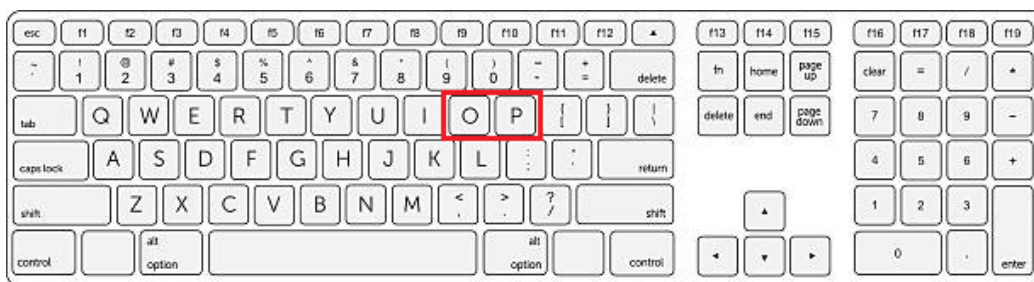 esc f1 f2 f3 f4 f5 f6 f7 f8 f9 f10 f11 f12 ▲ f13 f14 f15 f16 f17 f18 f19
~ ! @ # $ % ^ & * ( ) – +
` 1 2 3 4 5 6 7 8 9 0 - = delete fn home page up clear = / *
tab Q W E R T Y U I O P { [ } ] | \ delete end page down 7 8 9 –
caps lock A S D F G H J K L return 4 5 6 +
shift Z X C V B N M < , > . ? / shift ▲ 1 2 3
control alt option alt option control ◄ ▼ ► 0 . enter